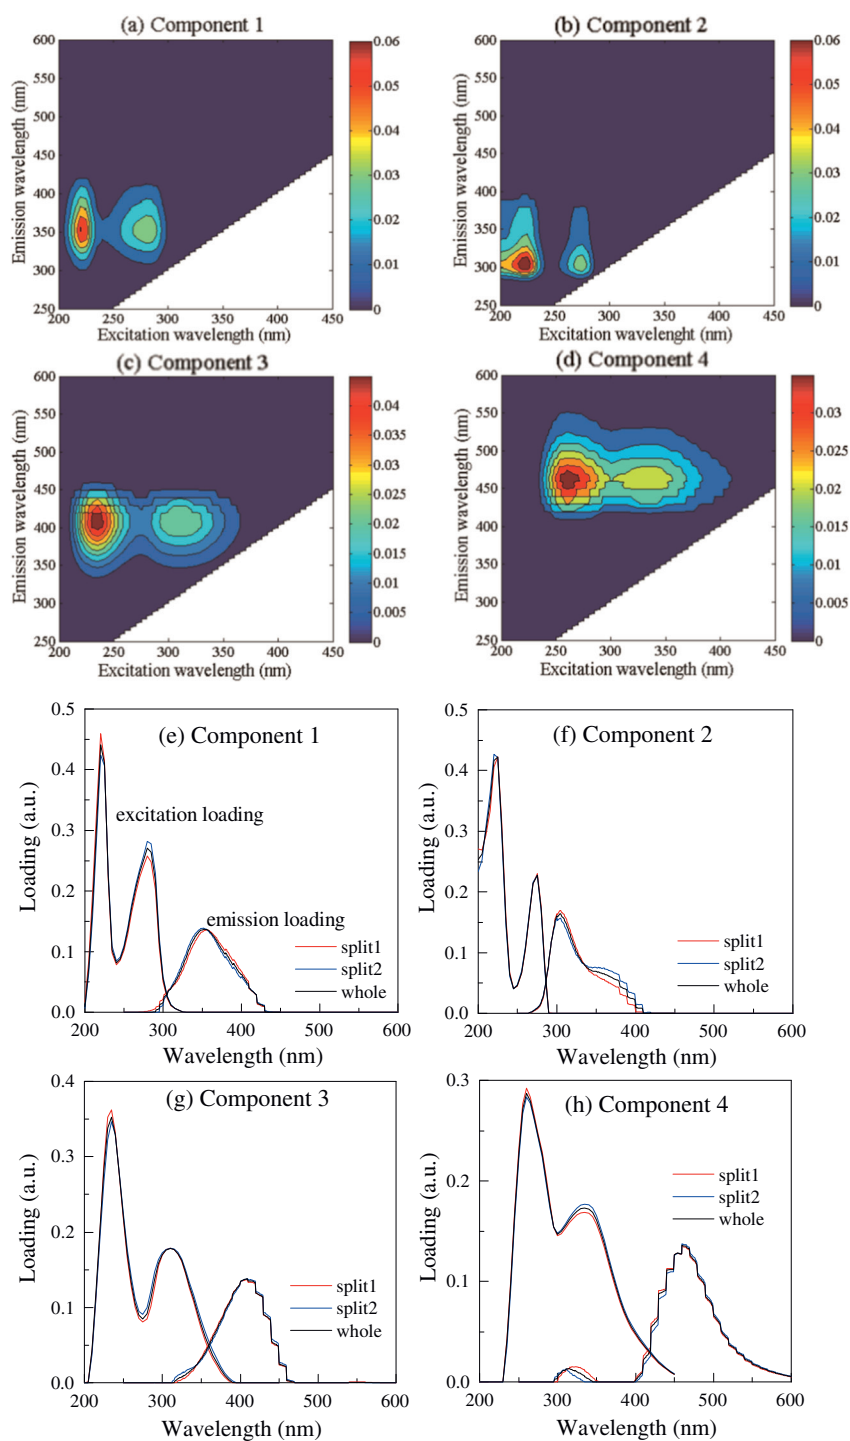 (a) Component 1
(b) Component 2
Emission wavelength (nm)
600
550
500
450
400
350
300
250
200 250 300 350 400 450
Excitation wavelength (nm)
0.06
0.05
0.04
0.03
0.02
0.01
0
Emission wavelength (nm)
600
550
500
450
400
350
300
250
200 250 300 350 400 450
Excitation wavelenght (nm)
0.06
0.05
0.04
0.03
0.02
0.01
0
(c) Component 3
(d) Component 4
Emission wavelength (nm)
600
550
500
450
400
350
300
250
200 250 300 350 400 450
Excitation wavelength (nm)
0.04
0.035
0.03
0.025
0.02
0.015
0.01
0.005
0
Emission wavelength (nm)
600
550
500
450
400
350
300
250
200 250 300 350 400 450
Excitation wavelength (nm)
0.03
0.025
0.02
0.015
0.01
0.005
0
(e) Component 1
Loading (a.u.)
0.5
0.4
0.3
0.2
0.1
0.0
excitation loading
emission loading
split1
split2
whole
200 300 400 500 600
Wavelength (nm)
(f) Component 2
Loading (a.u.)
0.5
0.4
0.3
0.2
0.1
0.0
split1
split2
whole
200 300 400 500 600
Wavelength (nm)
(g) Component 3
Loading (a.u.)
0.4
0.3
0.2
0.1
0.0
split1
split2
whole
200 300 400 500 600
Wavelength (nm)
(h) Component 4
Loading (a.u.)
0.3
0.2
0.1
0.0
split1
split2
whole
200 300 400 500 600
Wavelength (nm)